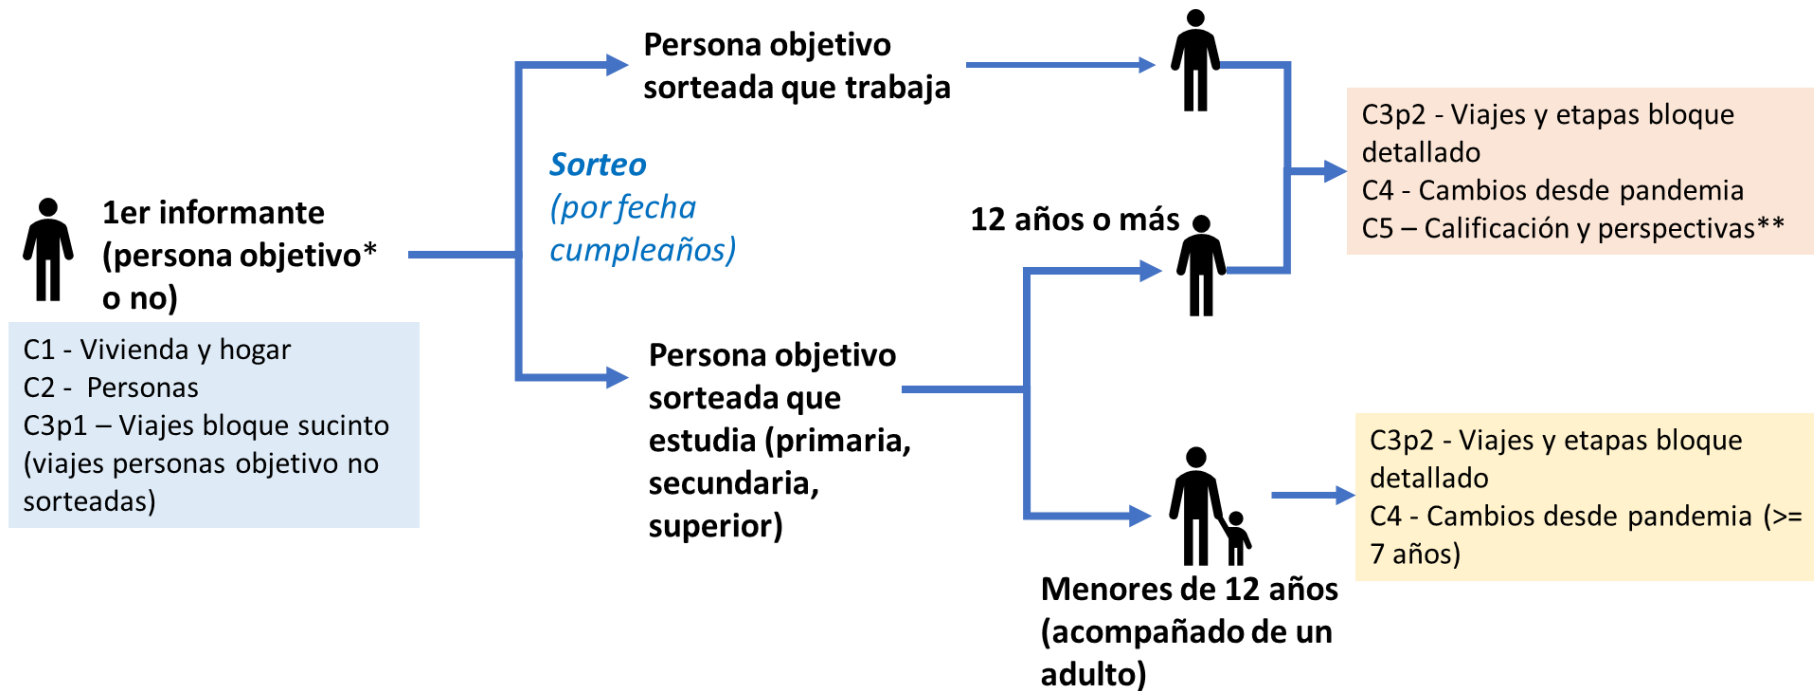 1er informante
(persona objetivo*
o no)
C1 - Vivienda y hogar
C2 -  Personas
C3p1 – Viajes bloque sucinto
(viajes personas objetivo no
sorteadas)
Sorteo
(por fecha
cumpleaños)
Persona objetivo
sorteada que trabaja
Persona objetivo
sorteada que
estudia (primaria,
secundaria,
superior)
12 años o más
Menores de 12 años
(acompañado de un
adulto)
C3p2 - Viajes y etapas bloque
detallado
C4 - Cambios desde pandemia
C5 – Calificación y perspectivas**
C3p2 - Viajes y etapas bloque
detallado
C4 - Cambios desde pandemia (>=
7 años)